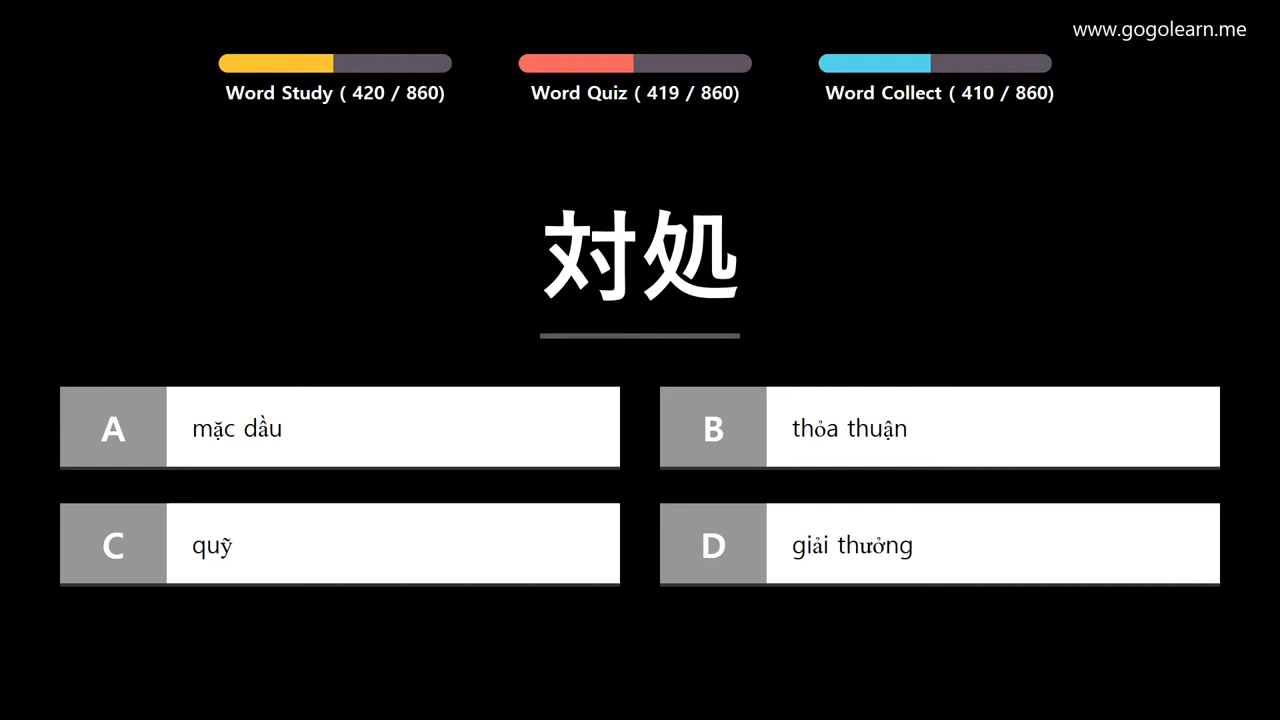 www.gogolearn.me
Word Study ( 420 / 860)
Word Quiz ( 419 / 860)
Word Collect ( 410 / 860)
対処
A
mặc dầu
B
thỏa thuận
C
quỹ
D
giải thưởng